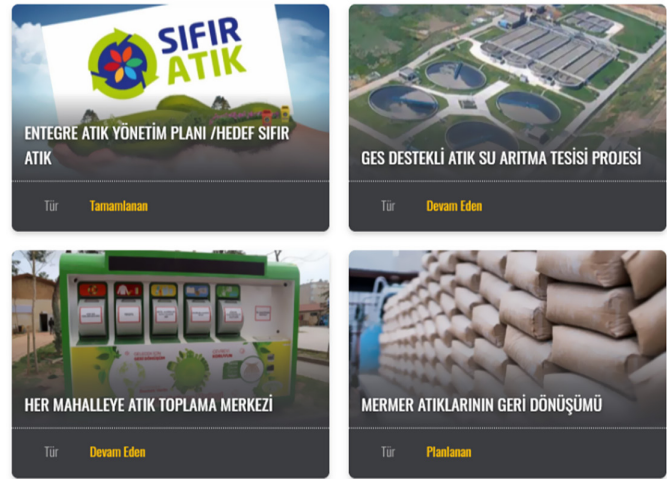 SIFIR
ATIK
ENTEGRE ATIK YÖNETİM PLANI /HEDEF SIFIR
ATIK
Tür Tamamlanan
GES DESTEKLİ ATIK SU ARITMA TESİSİ PROJESİ
Tür Devam Eden
HER MAHALLEYE ATIK TOPLAMA MERKEZİ
Tür Devam Eden
MERMER ATIKLARININ GERİ DÖNÜŞÜMÜ
Tür Planlanan